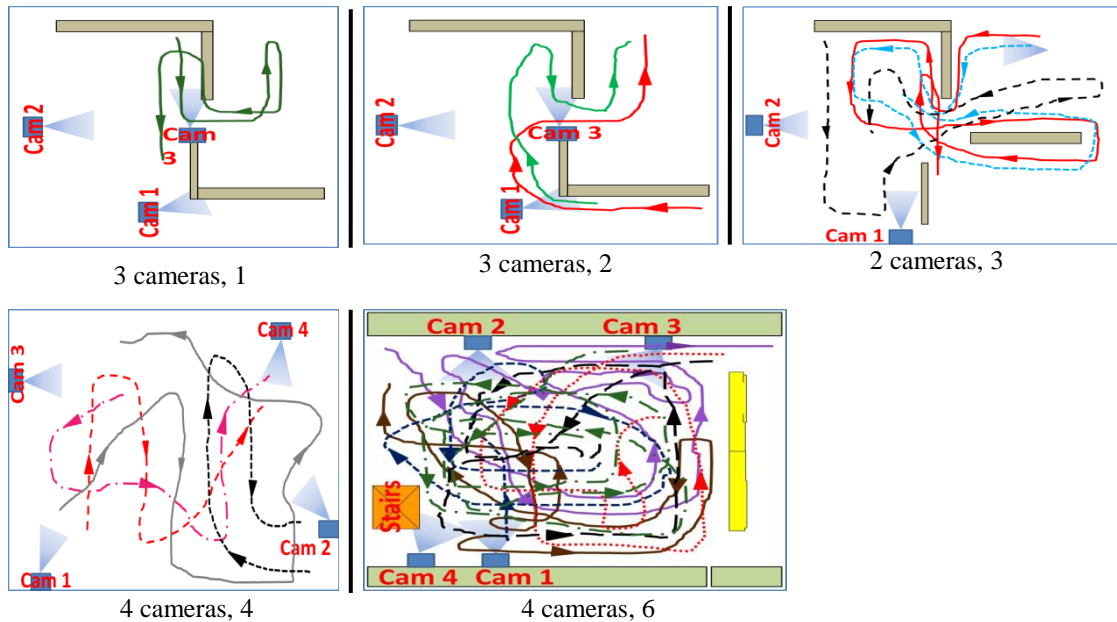 Cam 2
Cam
3
Cam 1
3 cameras, 1
Cam 2
Cam 3
Cam 1
3 cameras, 2
Cam 2
Cam 1
2 cameras, 3
Cam 3
Cam 4
Cam 1
Cam 2
4 cameras, 4
Cam 2
Cam 3
Stairs
Cam 4
Cam 1
4 cameras, 6